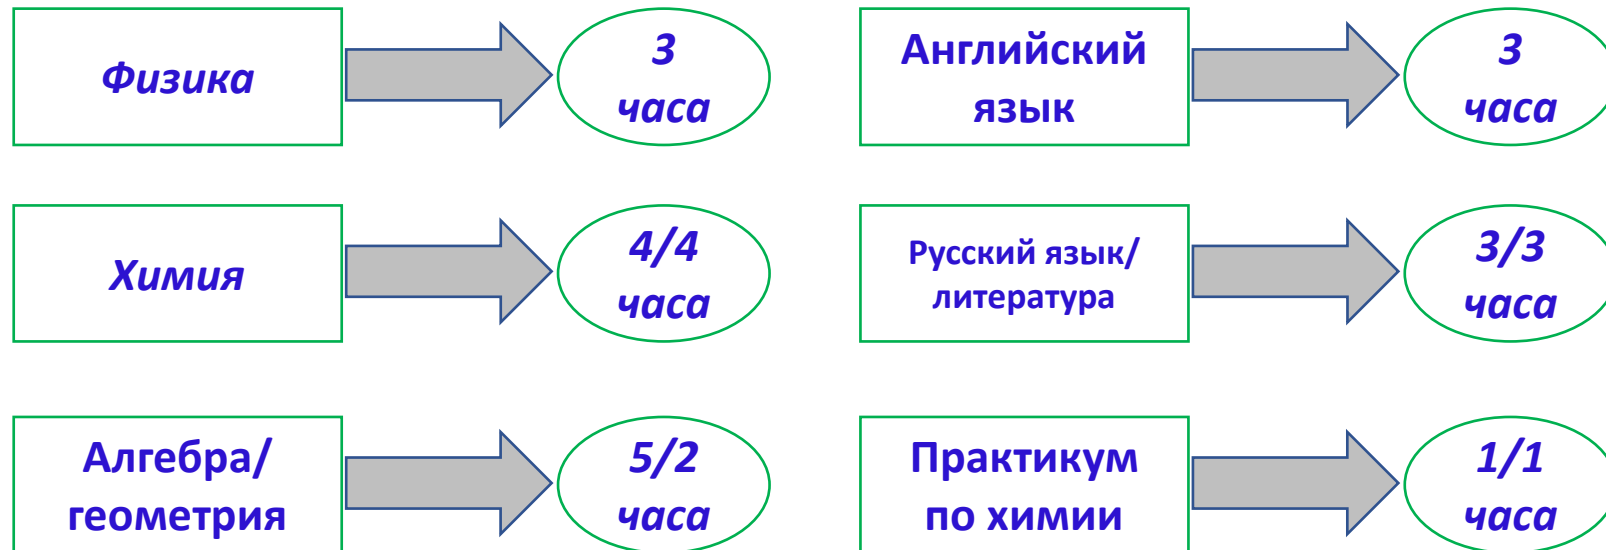 Физика
3
часа
Английский
язык
3
часа
Химия
4/4
часа
Русский язык/
литература
3/3
часа
Алгебра/
геометрия
5/2
часа
Практикум
по химии
1/1
часа